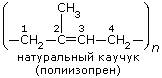 CH₃
1 2| 3 4
(–CH₂–C=CH–CH₂–)n
натуральный каучук
(полиизопрен)